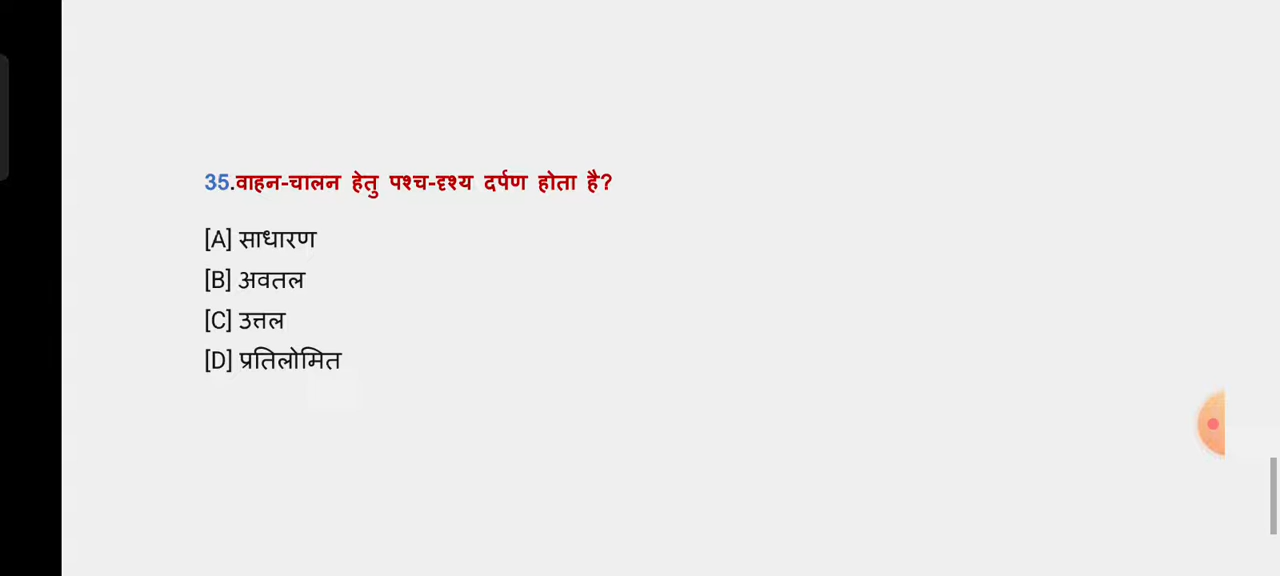 35.वाहन-चालन हेतु पश्च-दृश्य दर्पण होता है?
[A] साधारण
[B] अवतल
[C] उत्तल
[D] प्रतिलोमित